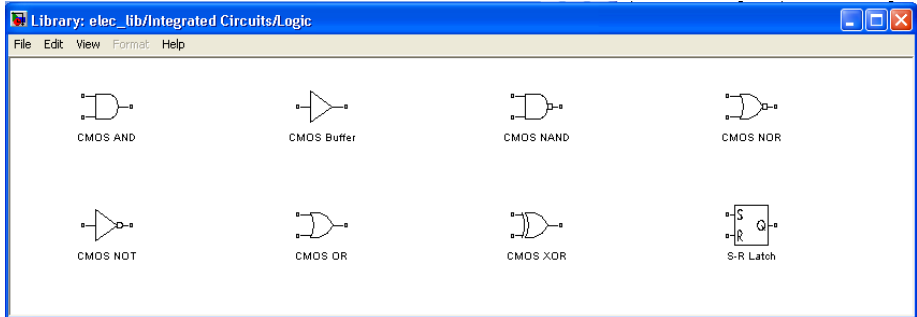 Library: elec_lib/Integrated Circuits/Logic
File Edit View Format Help
CMOS AND CMOS Buffer CMOS NAND CMOS NOR
S
Q
R
CMOS NOT CMOS OR CMOS XOR S-R Latch